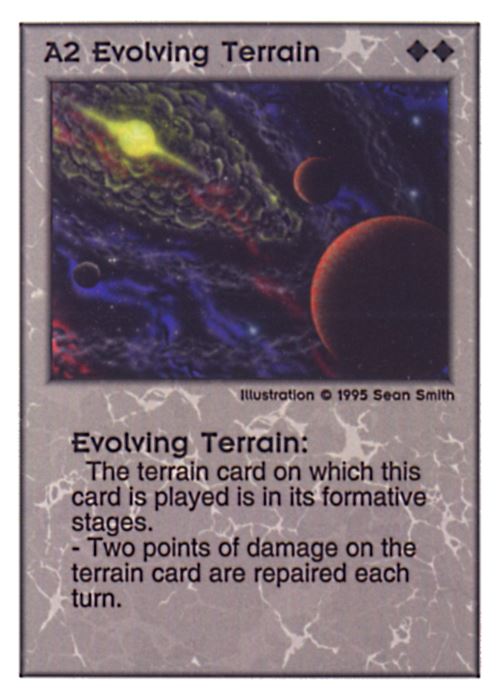 A2 Evolving Terrain
Illustration © 1995 Sean Smith
Evolving Terrain:
The terrain card on which this
card is played is in its formative
stages.
- Two points of damage on the
terrain card are repaired each
turn.